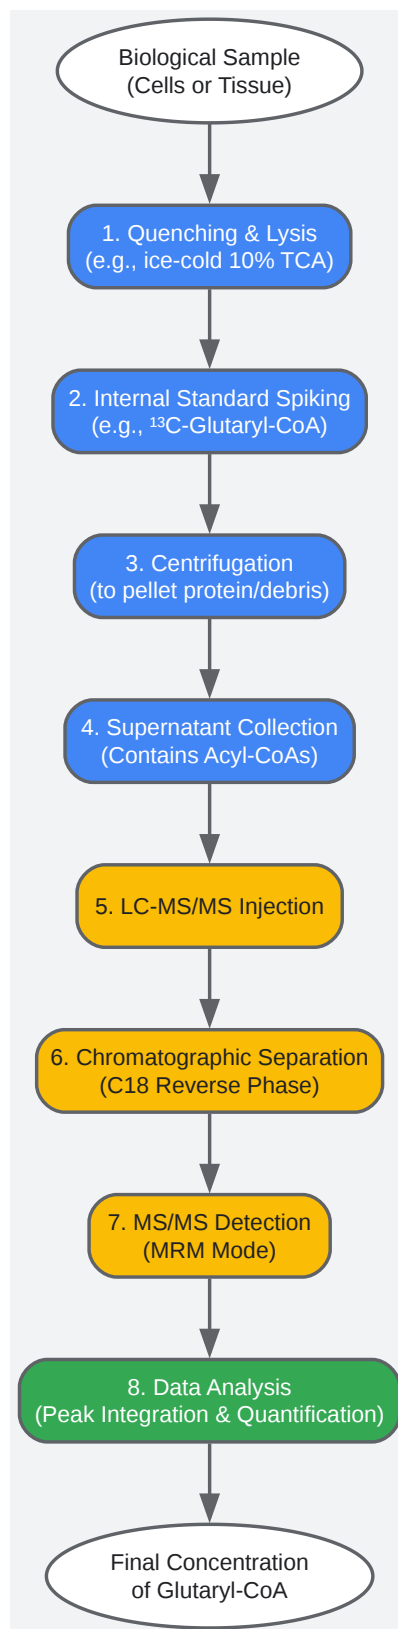 Biological Sample
(Cells or Tissue)
1. Quenching & Lysis
(e.g., ice-cold 10% TCA)
2. Internal Standard Spiking
(e.g., ¹³C-Glutaryl-CoA)
3. Centrifugation
(to pellet protein/debris)
4. Supernatant Collection
(Contains Acyl-CoAs)
5. LC-MS/MS Injection
6. Chromatographic Separation
(C18 Reverse Phase)
7. MS/MS Detection
(MRM Mode)
8. Data Analysis
(Peak Integration & Quantification)
Final Concentration
of Glutaryl-CoA